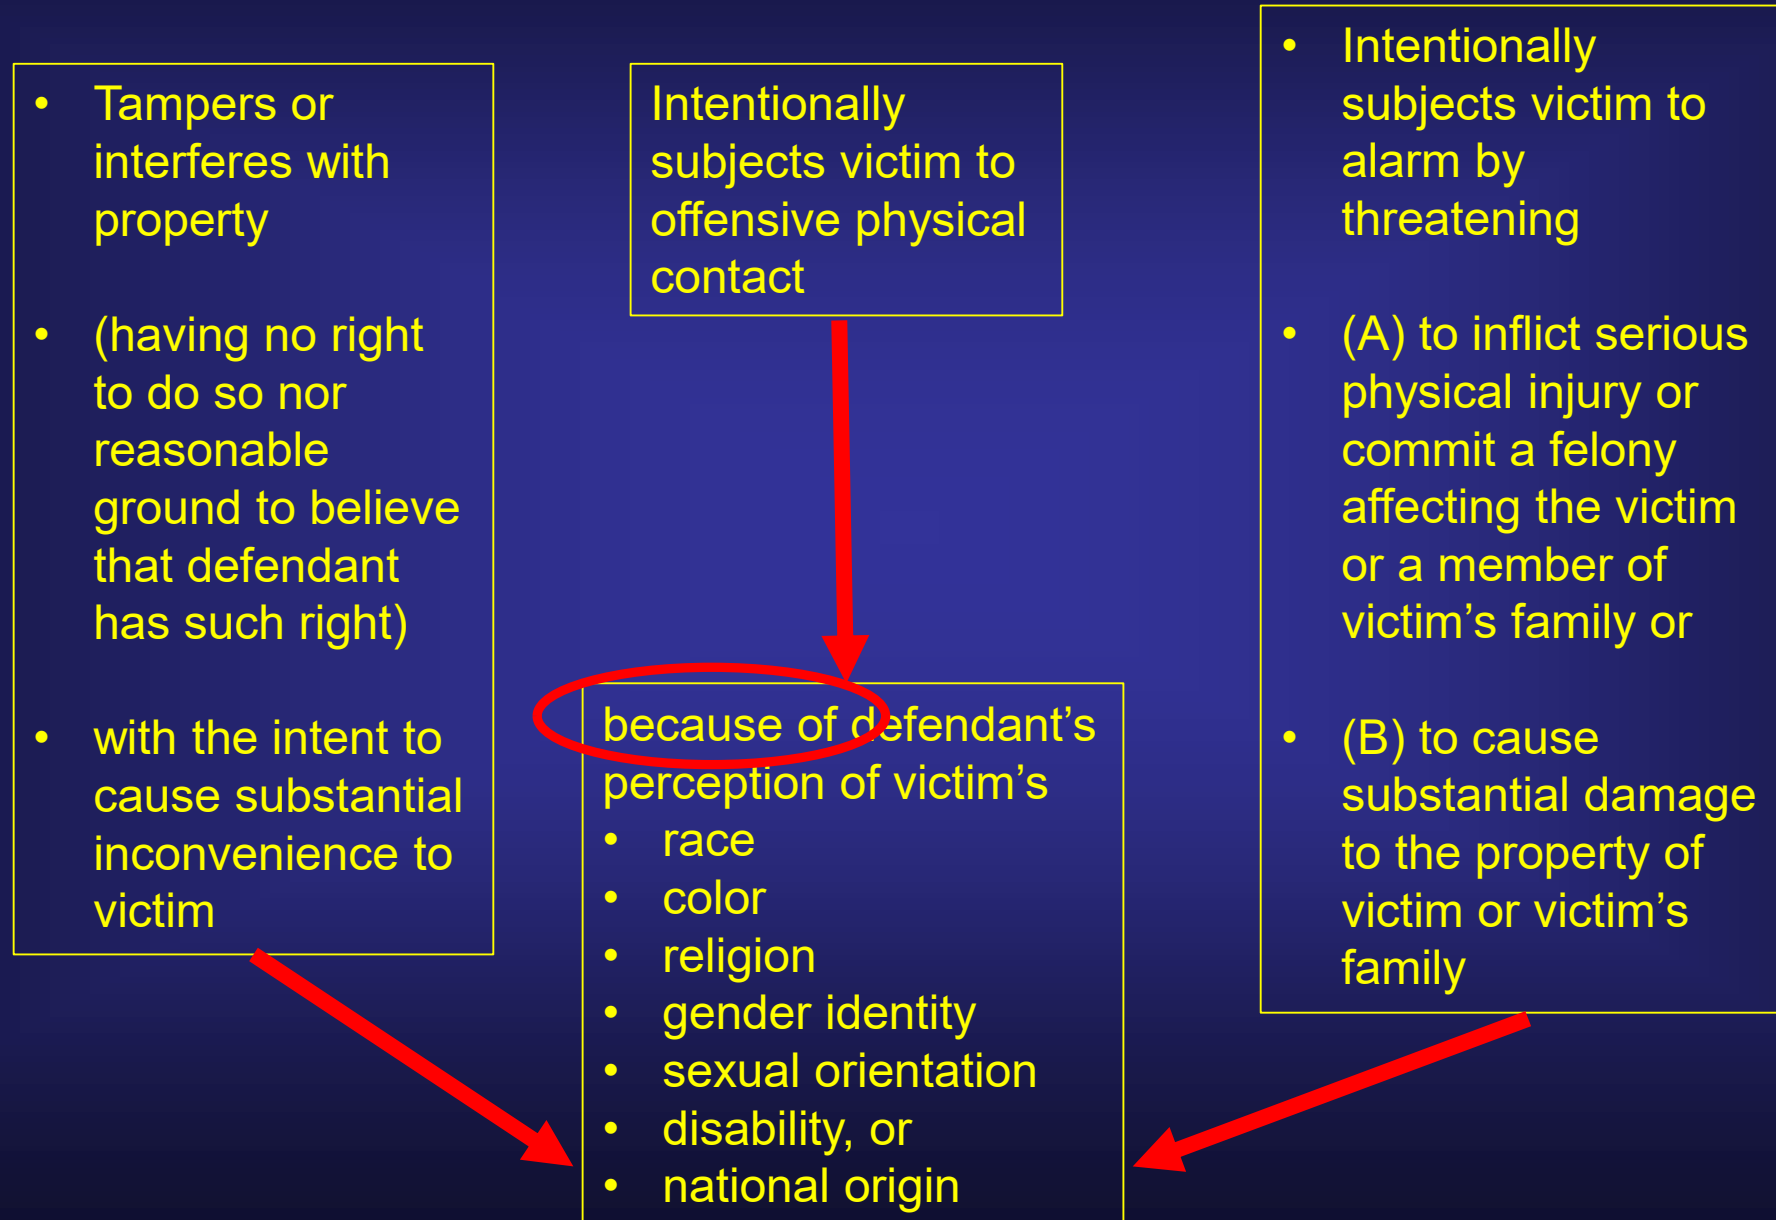 • Tampers or
interferes with
property
• (having no right
to do so nor
reasonable
ground to believe
that defendant
has such right)
• with the intent to
cause substantial
inconvenience to
victim
Intentionally
subjects victim to
offensive physical
contact
• Intentionally
subjects victim to
alarm by
threatening
• (A) to inflict serious
physical injury or
commit a felony
affecting the victim
or a member of
victim’s family or
• (B) to cause
substantial damage
to the property of
victim or victim’s
family
because of defendant’s
perception of victim’s
• race
• color
• religion
• gender identity
• sexual orientation
• disability, or
• national origin